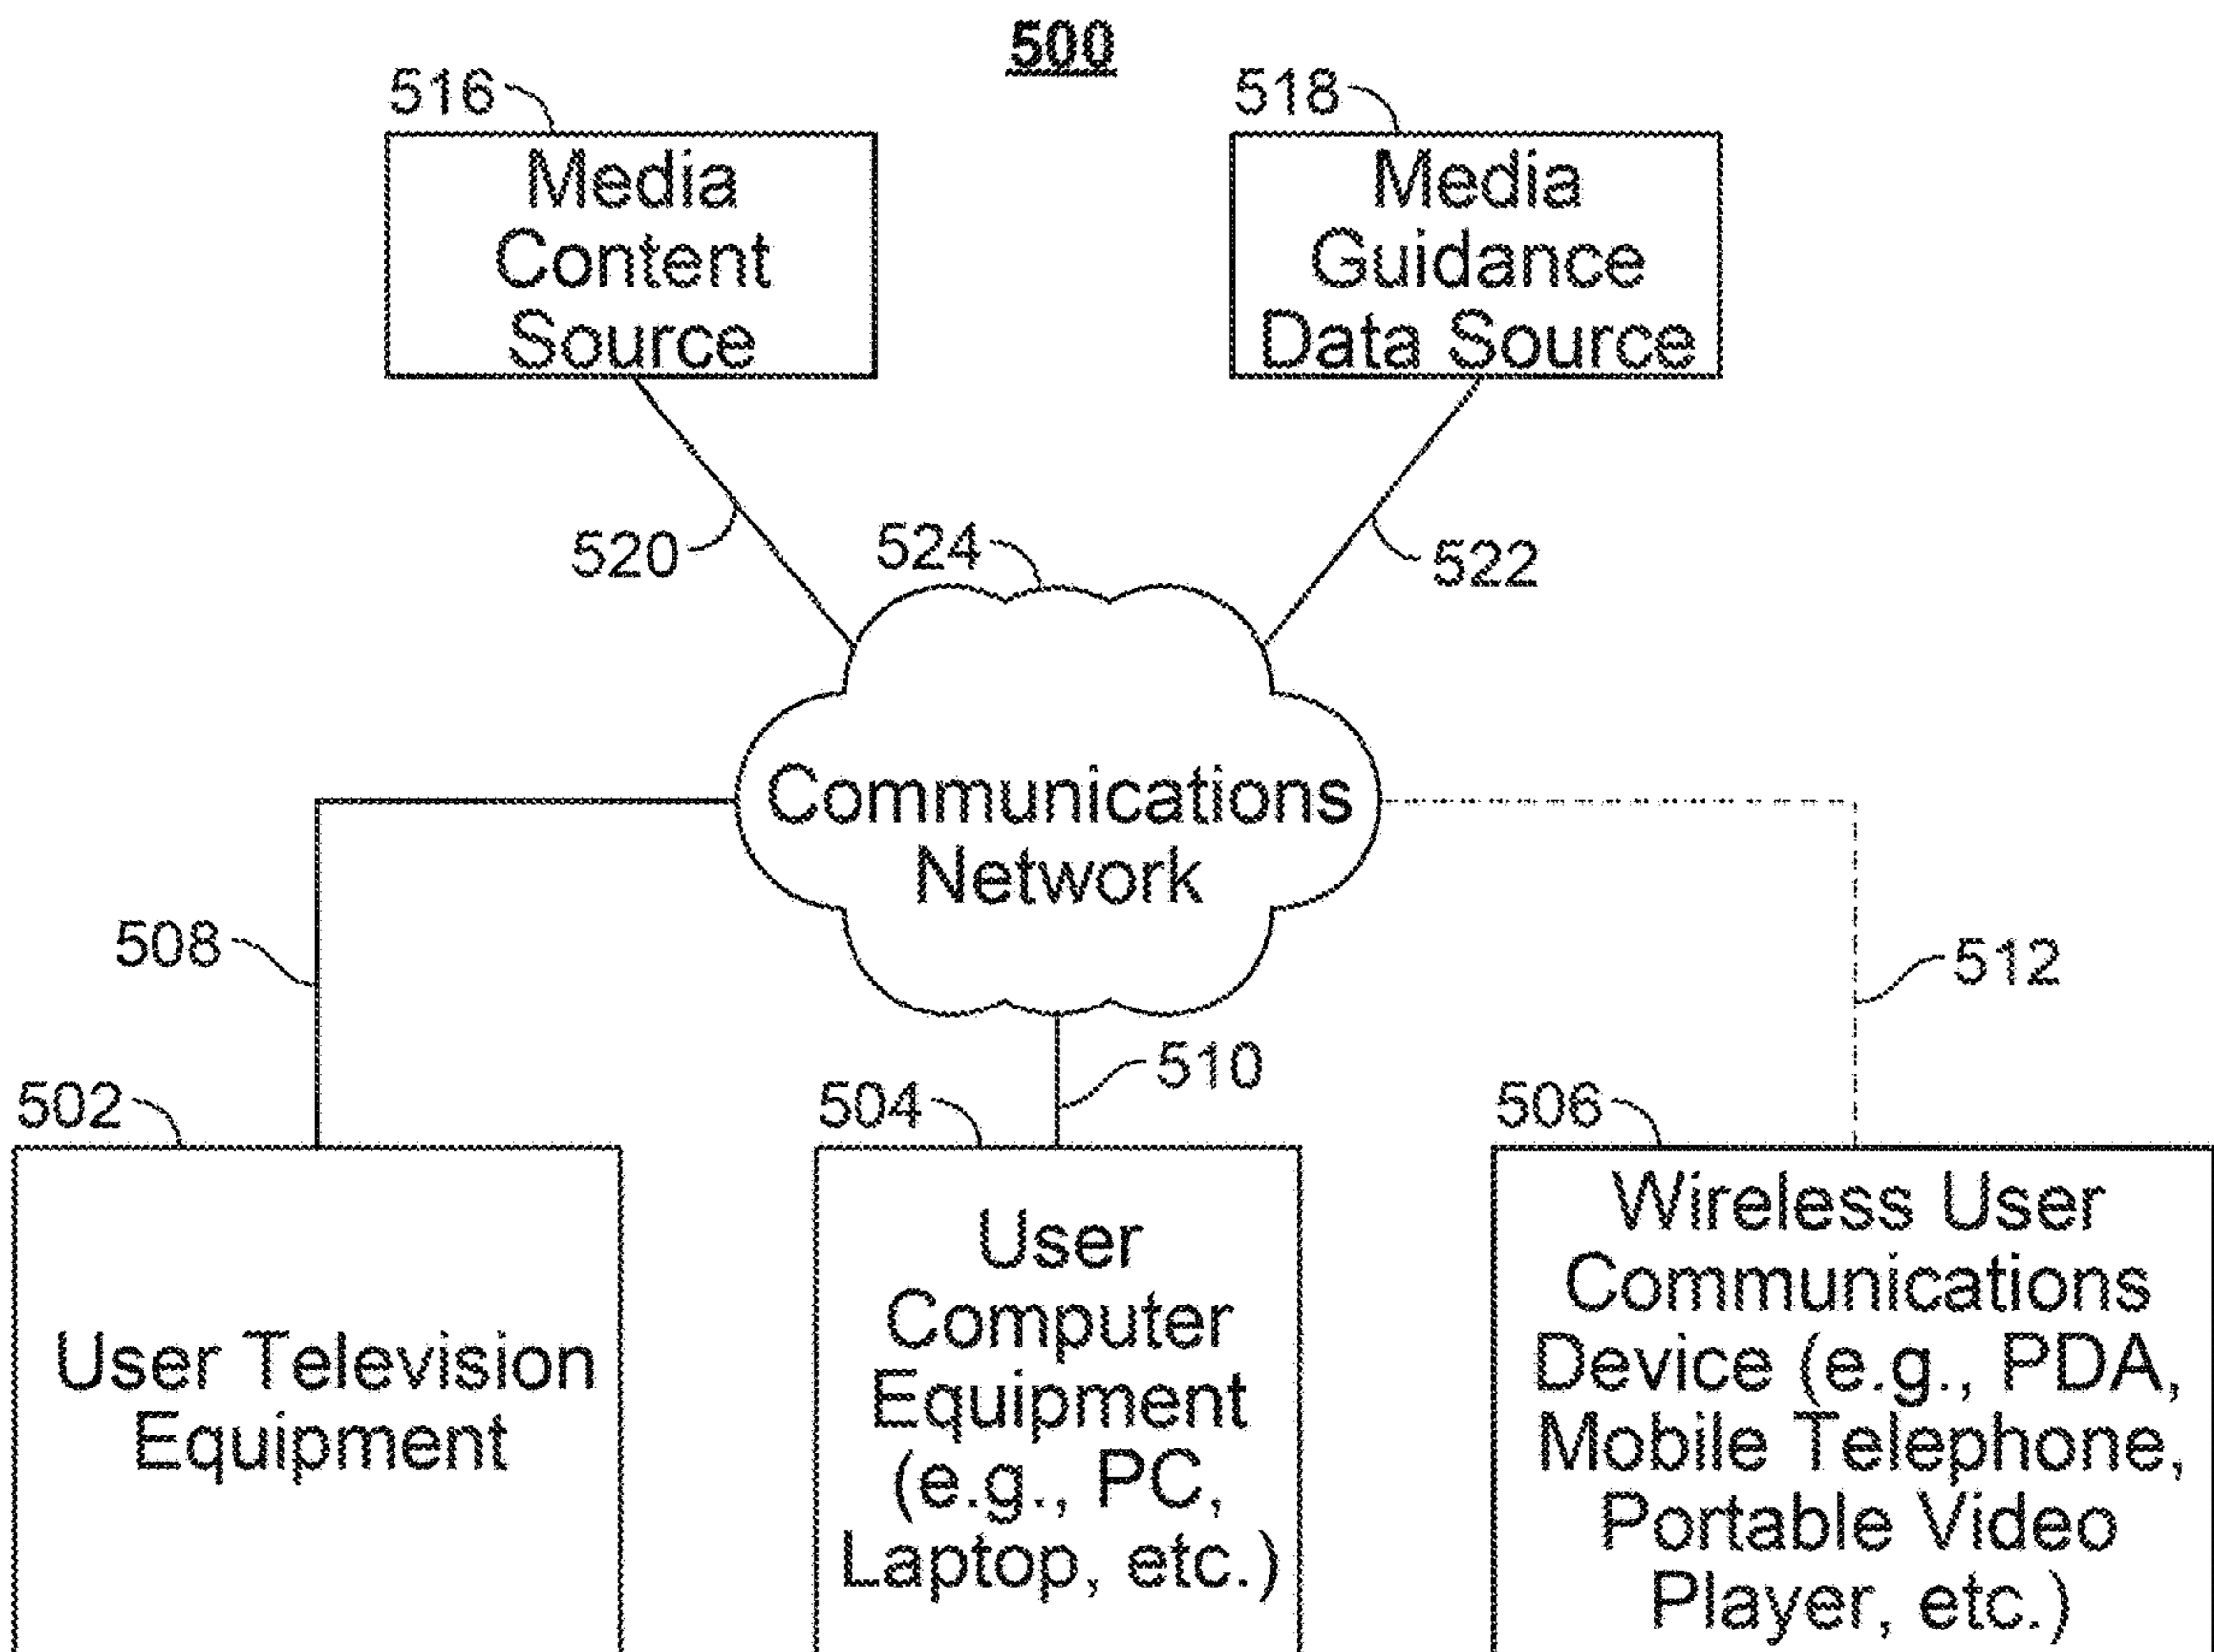 500
516
518
Media
Content
Source
Media
Guidance
Data Source
520
524
522
Communications
Network
508
512
510
502
504
506
User Television
Equipment
User
Computer
Equipment
(e.g., PC,
Laptop, etc.)
Wireless User
Communications
Device (e.g., PDA,
Mobile Telephone,
Portable Video
Player, etc.)